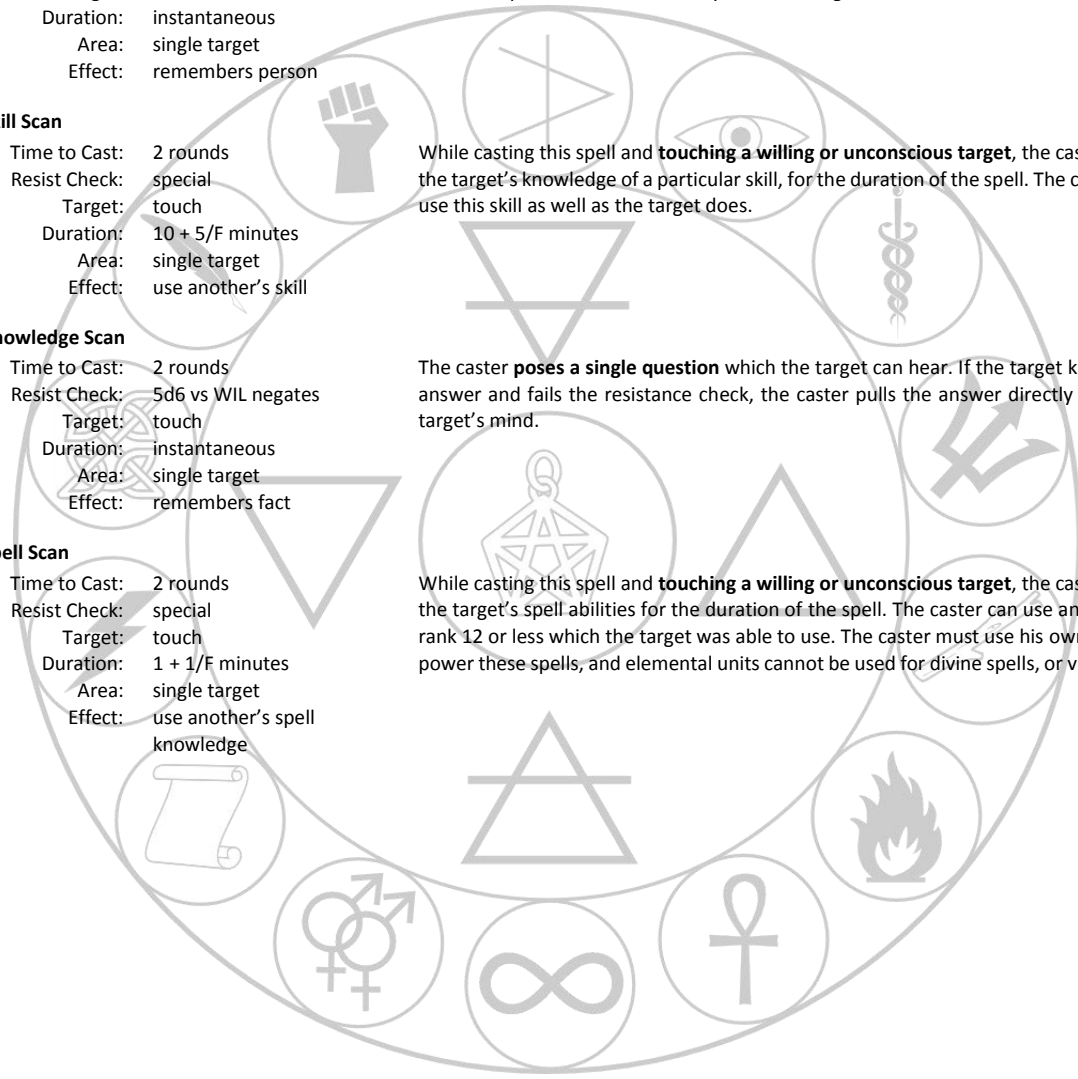 Duration: instantaneous
Area: single target
Effect: remembers person
ill Scan
Time to Cast: 2 rounds
Resist Check: special
Target: touch
Duration: 10 + 5/F minutes
Area: single target
Effect: use another's skill
While casting this spell and touching a willing or unconscious target, the cas
the target's knowledge of a particular skill, for the duration of the spell. The c
use this skill as well as the target does.
nowledge Scan
Time to Cast: 2 rounds
Resist Check: 5d6 vs WIL negates
Target: touch
Duration: instantaneous
Area: single target
Effect: remembers fact
The caster poses a single question which the target can hear. If the target k
answer and fails the resistance check, the caster pulls the answer directly
target's mind.
ell Scan
Time to Cast: 2 rounds
Resist Check: special
Target: touch
Duration: 1 + 1/F minutes
Area: single target
Effect: use another's spell
knowledge
While casting this spell and touching a willing or unconscious target, the cas
the target's spell abilities for the duration of the spell. The caster can use an
rank 12 or less which the target was able to use. The caster must use his own
power these spells, and elemental units cannot be used for divine spells, or v